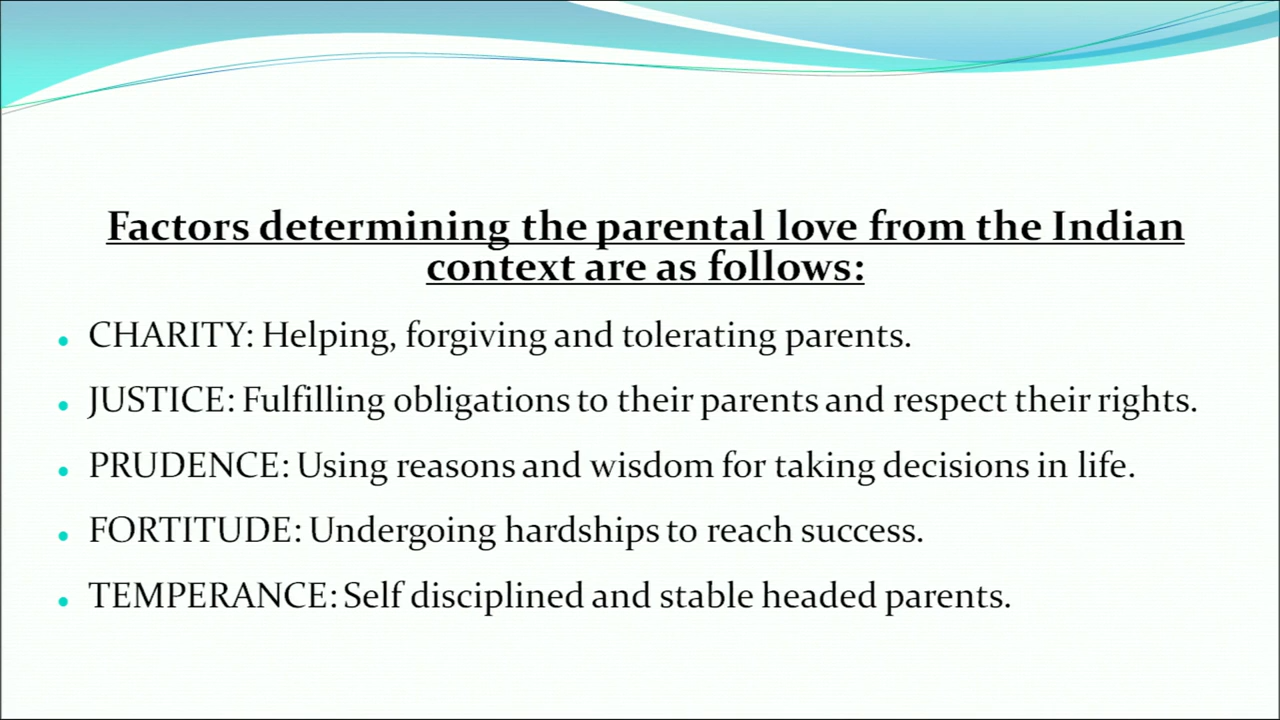 Factors determining the parental love from the Indian
context are as follows:
CHARITY: Helping, forgiving and tolerating parents.
JUSTICE: Fulfilling obligations to their parents and respect their rights.
PRUDENCE: Using reasons and wisdom for taking decisions in life.
FORTITUDE: Undergoing hardships to reach success.
TEMPERANCE: Self disciplined and stable headed parents.